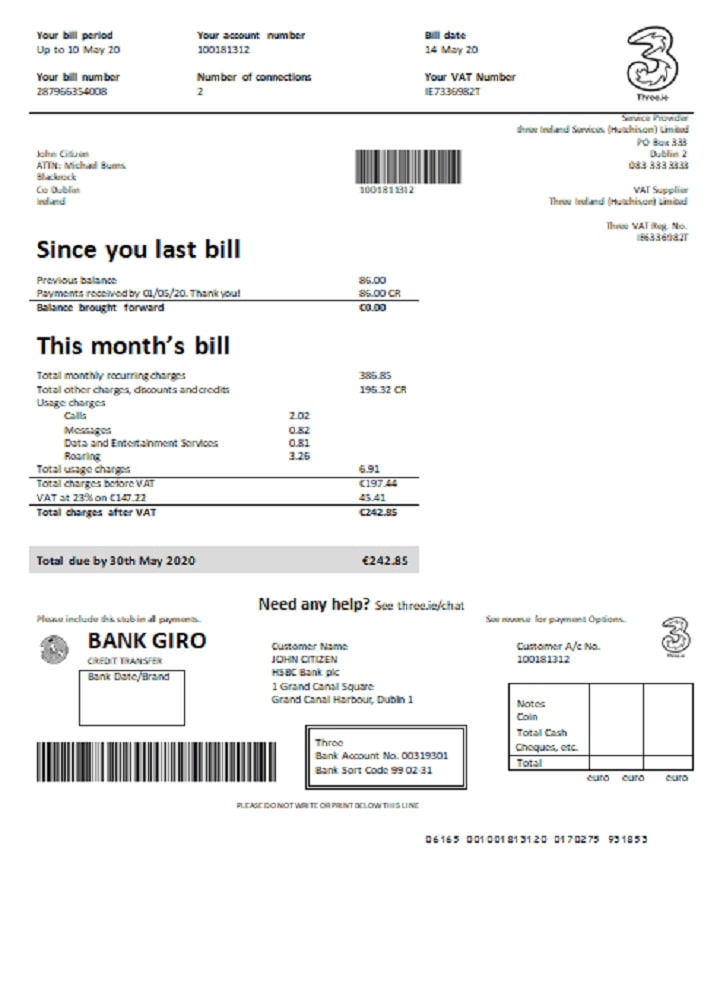 Your bill period
Up to 10 May 20
Your account number
100181312
Bill date
14 May 20
Your bill number
287966354008
Number of connections
2
Your VAT Number
IE7336982T
Three.ie
Service Provider
three Ireland Services (Hutchison) Limited
PO Box 333
Dublin 2
083 333 3333
VAT Supplier
Three Ireland (Hutchison) Limited
Three VAT Reg. No.
IE6336982T
John Citizen
ATTN: Michael Burns
Blackrock
Co Dublin
Ireland
1001811312
Since you last bill
Previous balance 86.00
Payments received by 01/05/20. Thank you! 86.00 CR
Balance brought forward €0.00
This month's bill
Total monthly recurring charges 386.85
Total other charges, discounts and credits 196.32 CR
Usage charges
Calls 2.02
Messages 0.82
Data and Entertainment Services 0.81
Roaring 3.26
Total usage charges 6.91
Total charges before VAT €197.44
VAT at 23% on €147.22 45.41
Total charges after VAT €242.85
Total due by 30th May 2020 €242.85
Need any help? See three.ie/chat
Please include this stub in all payments.
See reverse for payment Options.
BANK GIRO
CREDIT TRANSFER
Bank Date/Brand
Customer Name
JOHN CITIZEN
HSBC Bank plc
1 Grand Canal Square
Grand Canal Harbour, Dublin 1
Customer A/c No.
100181312
Three
Bank Account No. 00319301
Bank Sort Code 99 02 31
Notes
Coin
Total Cash
Cheques, etc.
Total
euro euro euro
PLEASE DO NOT WRITE OR PRINT BELOW THIS LINE
06165 001001813120 0170275 931853